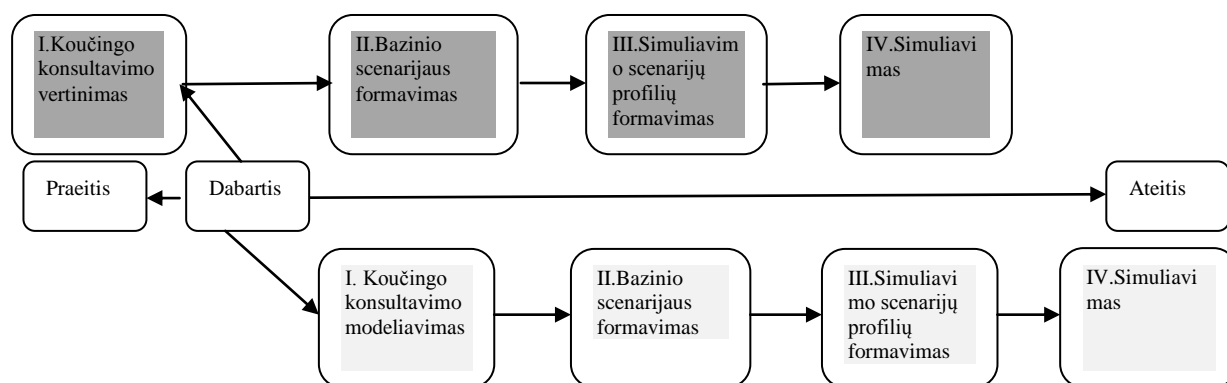 I.Koučingo
konsultavimo
vertinimas
II.Bazinio
scenarijaus
formavimas
III.Simuliavim
o scenarijų
profilių
formavimas
IV.Simuliavi
mas
Praeitis
Dabartis
Ateitis
I. Koučingo
konsultavimo
modeliavimas
II.Bazinio
scenarijaus
formavimas
III.Simuliavi
mo scenarijų
profilių
formavimas
IV.Simuliavi
mas